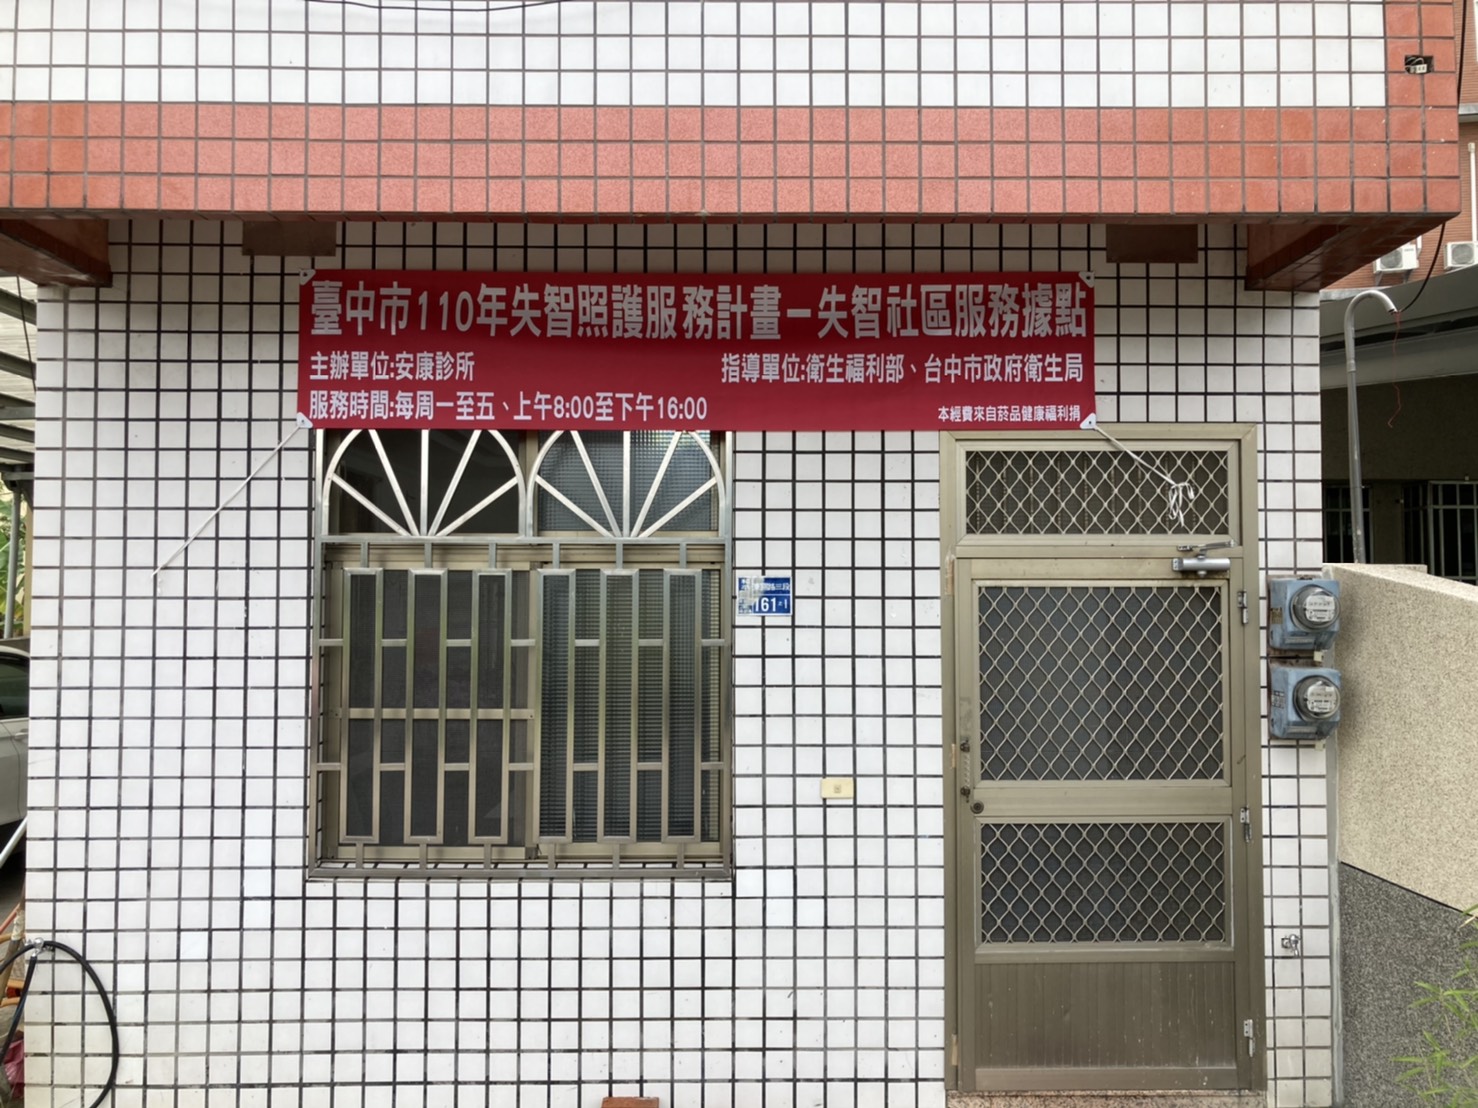 臺中市110年失智照護服務計畫－失智社區服務據點
主辦單位:安康診所
指導單位:衛生福利部、台中市政府衛生局
服務時間:每周一至五、上午8:00至下午16:00
本經費來自菸品健康福利捐
161